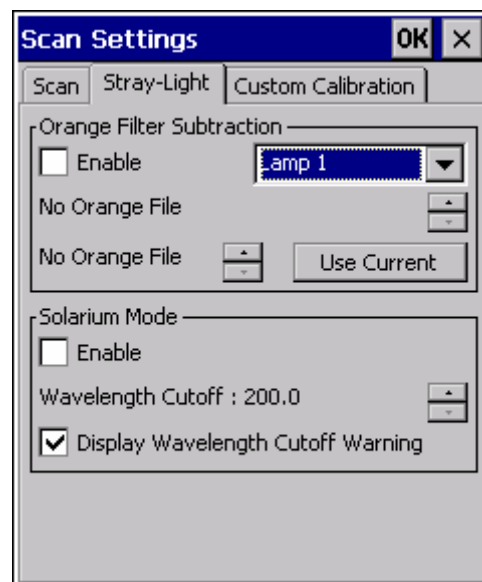 Scan Settings OK ×
Scan Stray-Light Custom Calibration
Orange Filter Subtraction
Enable Lamp 1
No Orange File
No Orange File Use Current
Solarium Mode
Enable
Wavelength Cutoff : 200.0
Display Wavelength Cutoff Warning